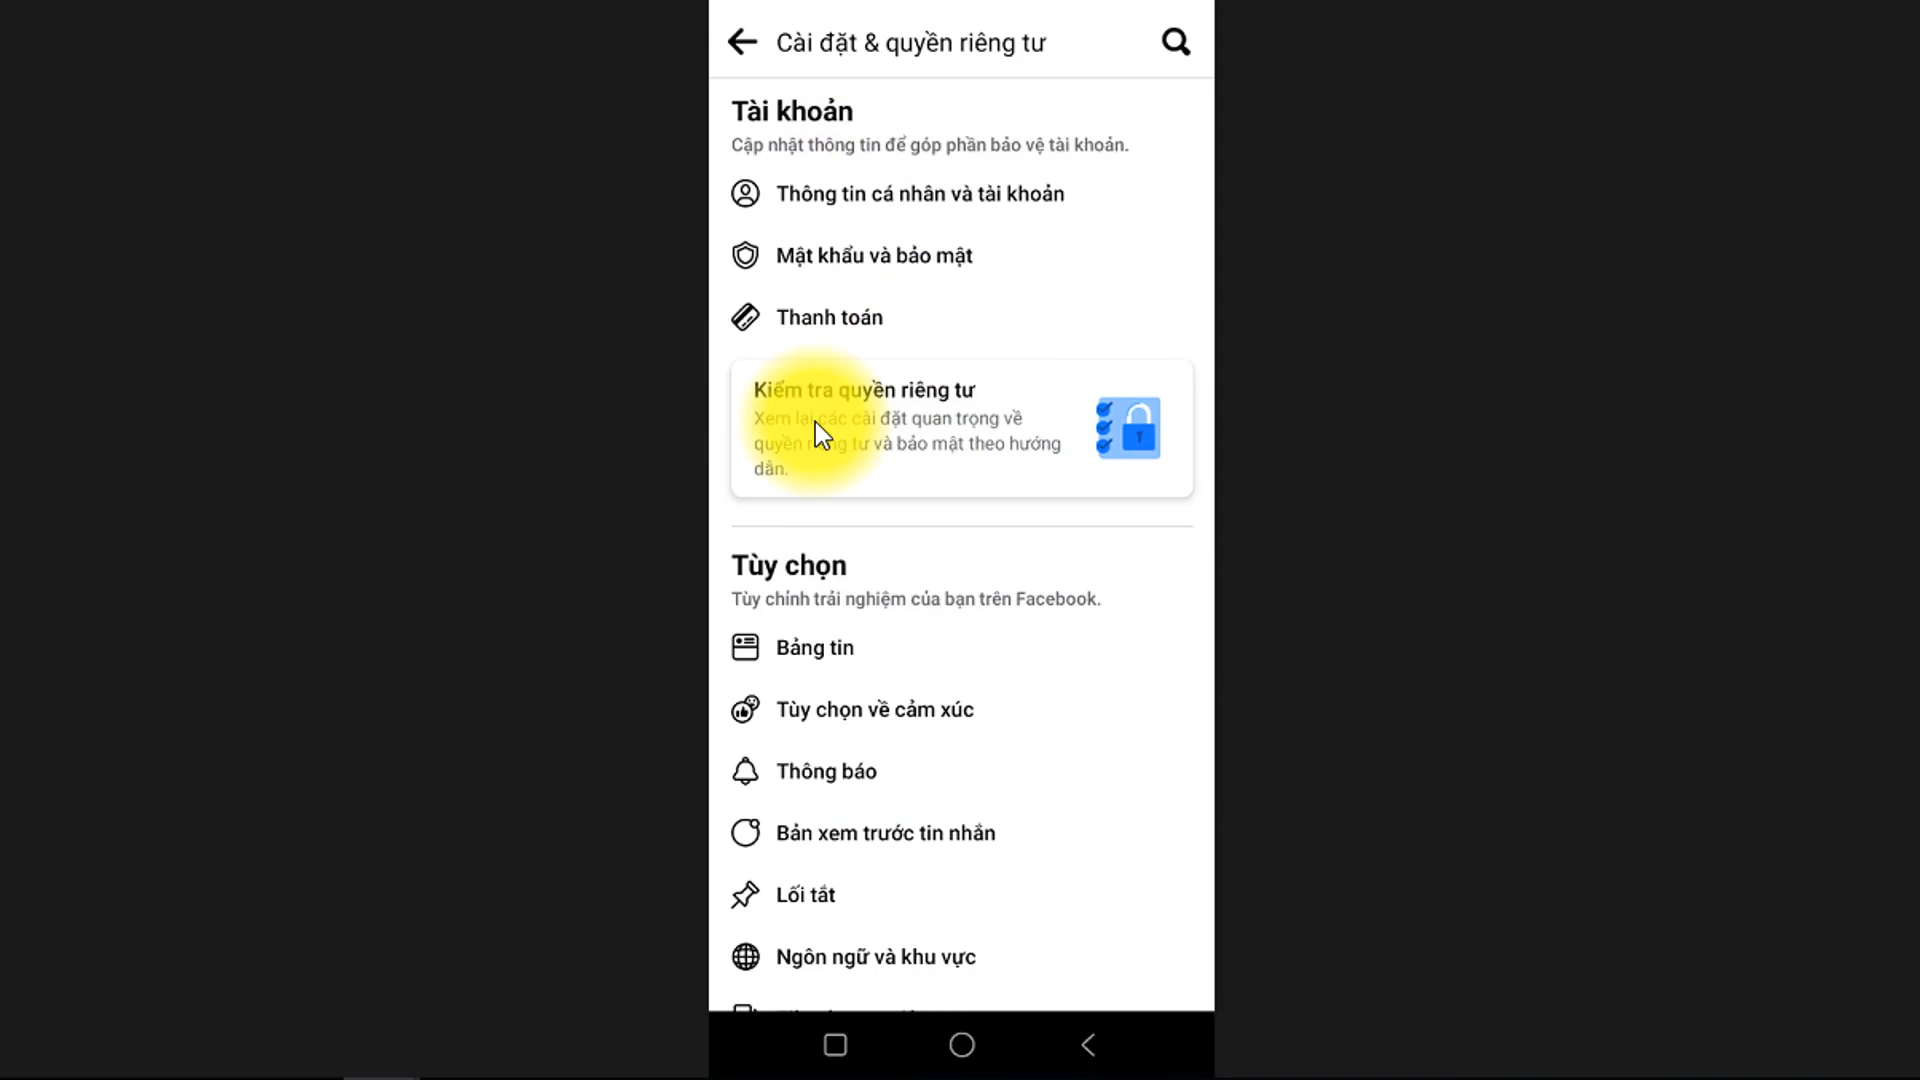 Cài đặt & quyền riêng tư
Tài khoản
Cập nhật thông tin để góp phần bảo vệ tài khoản.
Thông tin cá nhân và tài khoản
Mật khẩu và bảo mật
Thanh toán
Kiểm tra quyền riêng tư
Xem lại các cài đặt quan trọng về
quyền riêng tư và bảo mật theo hướng
dẫn.
Tùy chọn
Tùy chỉnh trải nghiệm của bạn trên Facebook.
Bảng tin
Tùy chọn về cảm xúc
Thông báo
Bản xem trước tin nhắn
Lối tắt
Ngôn ngữ và khu vực